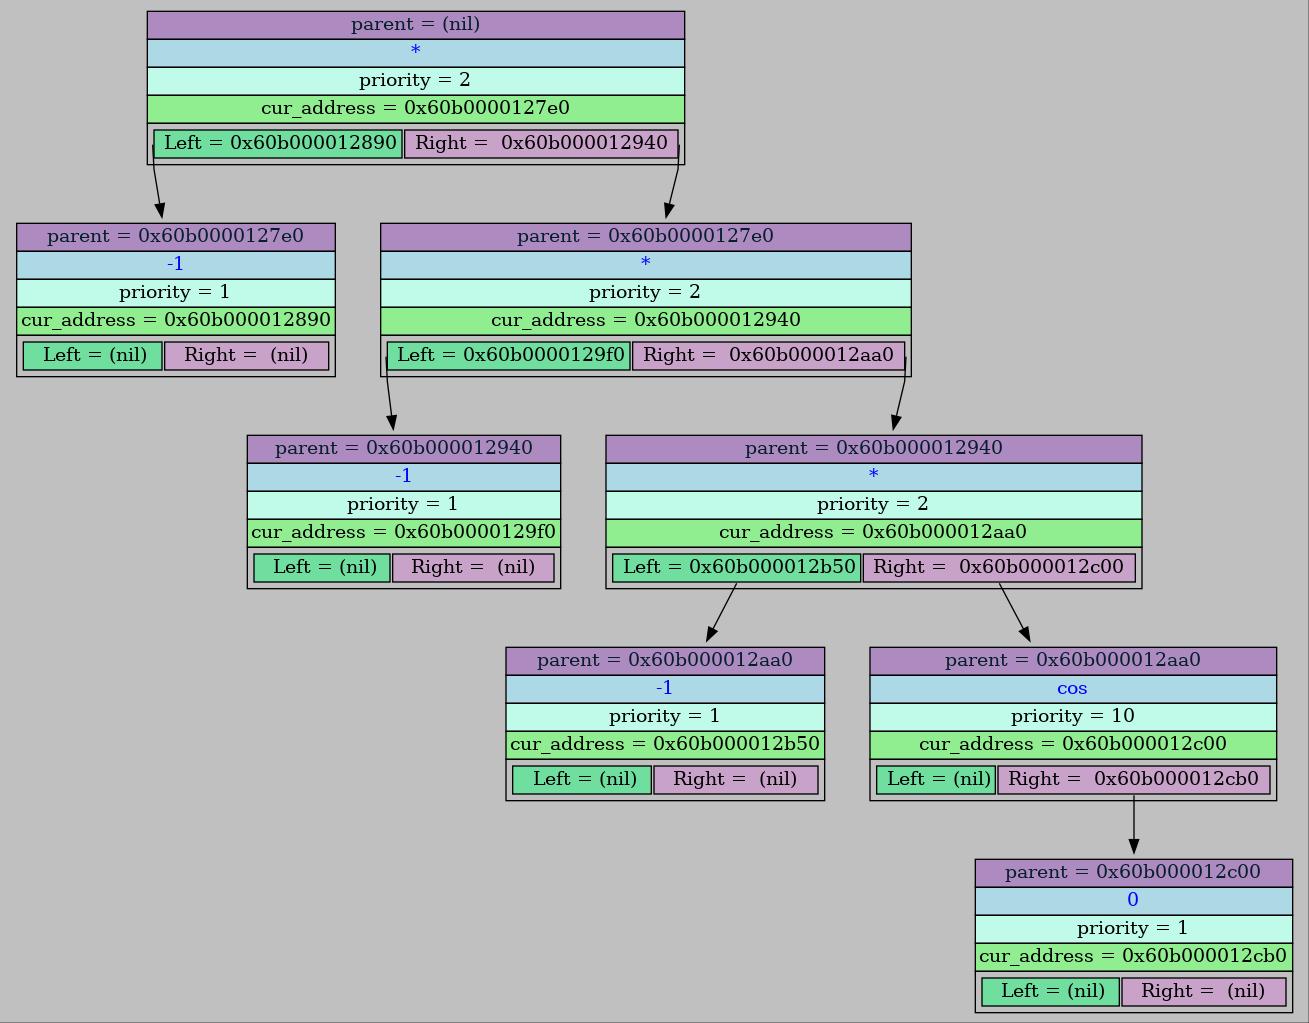 parent = (nil)
*
priority = 2
cur_address = 0x60b0000127e0
Left = 0x60b000012890 Right =  0x60b000012940
parent = 0x60b0000127e0
-1
priority = 1
cur_address = 0x60b000012890
Left = (nil) Right =  (nil)
parent = 0x60b0000127e0
*
priority = 2
cur_address = 0x60b000012940
Left = 0x60b0000129f0 Right =  0x60b000012aa0
parent = 0x60b000012940
-1
priority = 1
cur_address = 0x60b0000129f0
Left = (nil) Right =  (nil)
parent = 0x60b000012940
*
priority = 2
cur_address = 0x60b000012aa0
Left = 0x60b000012b50 Right =  0x60b000012c00
parent = 0x60b000012aa0
-1
priority = 1
cur_address = 0x60b000012b50
Left = (nil) Right =  (nil)
parent = 0x60b000012aa0
cos
priority = 10
cur_address = 0x60b000012c00
Left = (nil) Right =  0x60b000012cb0
parent = 0x60b000012c00
0
priority = 1
cur_address = 0x60b000012cb0
Left = (nil) Right =  (nil)